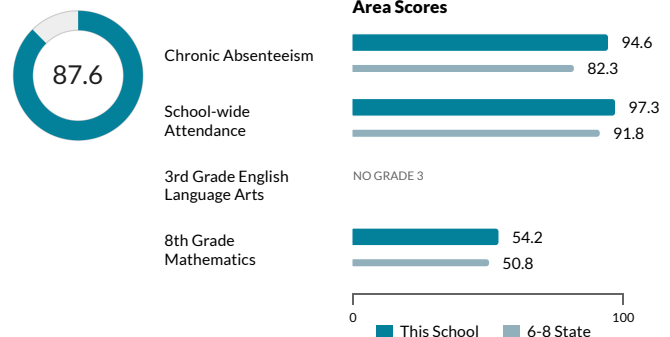 Area Scores
87.6
Chronic Absenteeism
94.6
82.3
School-wide
Attendance
97.3
91.8
3rd Grade English
Language Arts
NO GRADE 3
8th Grade
Mathematics
54.2
50.8
0
100
This School
6-8 State